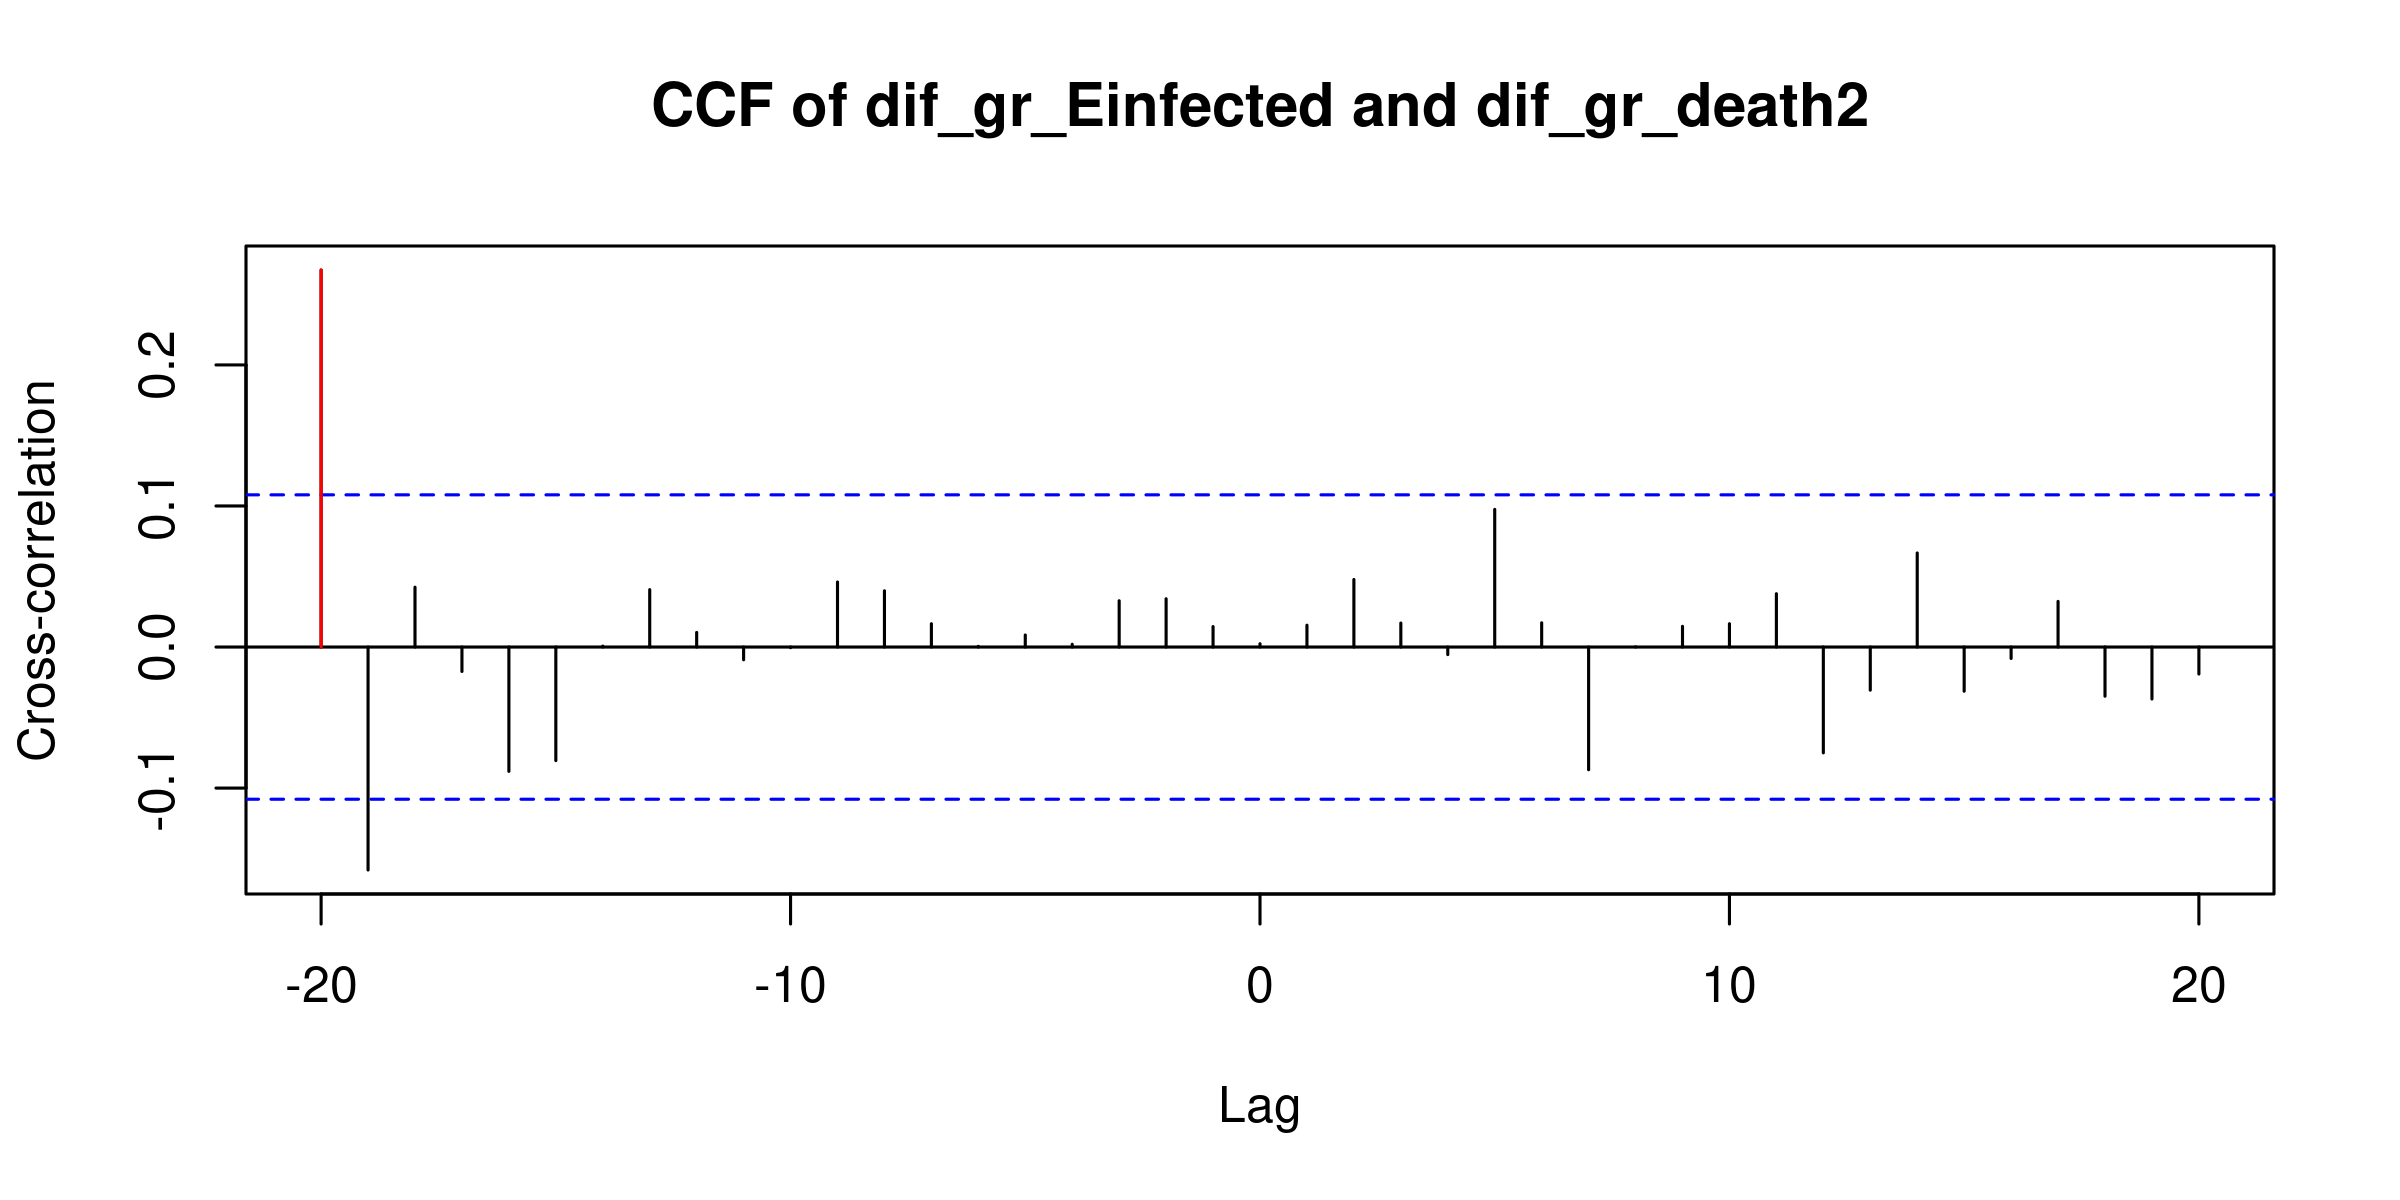 CCF of dif_gr_Einfected and dif_gr_death2
Cross-correlation
0.2
0.1
0.0
-0.1
-20 -10 0 10 20
Lag